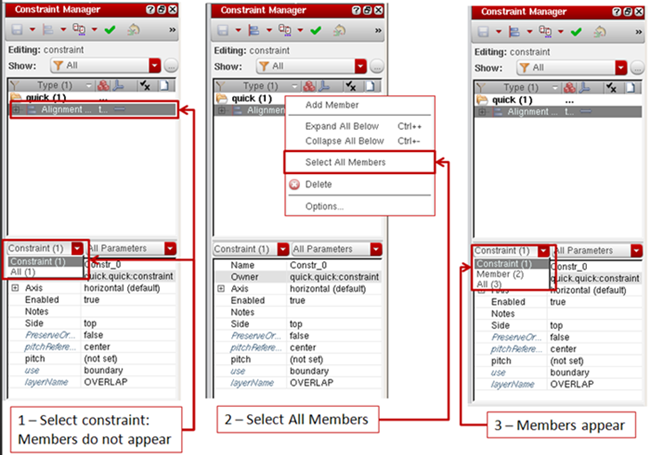 Constraint Manager
Editing: constraint
Show: All
Type (1)
quick (1) ...
Alignment ... t...
Constraint (1) All Parameters
Constraint (1) Constr_0
All (1) quick.quick:constraint
Axis horizontal (default)
Enabled true
Notes
Side top
PreserveOr... false
pitchRefere... center
pitch (not set)
use boundary
layerName OVERLAP
1 – Select constraint:
Members do not appear
Constraint Manager
Editing: constraint
Show: All
Type (1)
quick (1)
Alignment
Add Member
Expand All Below Ctrl++
Collapse All Below Ctrl+-
Select All Members
Delete
Options...
Constraint (1) All Parameters
Name Constr_0
Owner quick.quick:constraint
Axis horizontal (default)
Enabled true
Notes
Side top
PreserveOr... false
pitchRefere... center
pitch (not set)
use boundary
layerName OVERLAP
2 – Select All Members
Constraint Manager
Editing: constraint
Show: All
Type (1)
quick (1) ...
Alignment ... t...
Constraint (1) All Parameters
Constraint (1) Constr_0
Member (2) quick.quick:constraint
All (3) horizontal (default)
Enabled true
Notes
Side top
PreserveOr... false
pitchRefere... center
pitch (not set)
use boundary
layerName OVERLAP
3 – Members appear